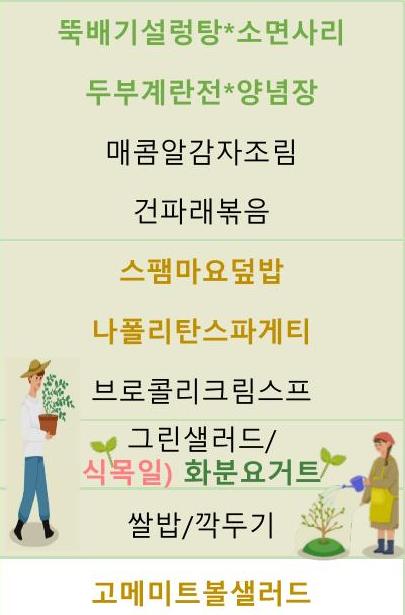 뚝배기설렁탕*소면사리
두부계란전*양념장
매콤알감자조림
건파래볶음
스팸마요덮밥
나폴리탄스파게티
브로콜리크림스프
그린샐러드/
식목일) 화분요거트
쌀밥/깍두기
고메미트볼샐러드